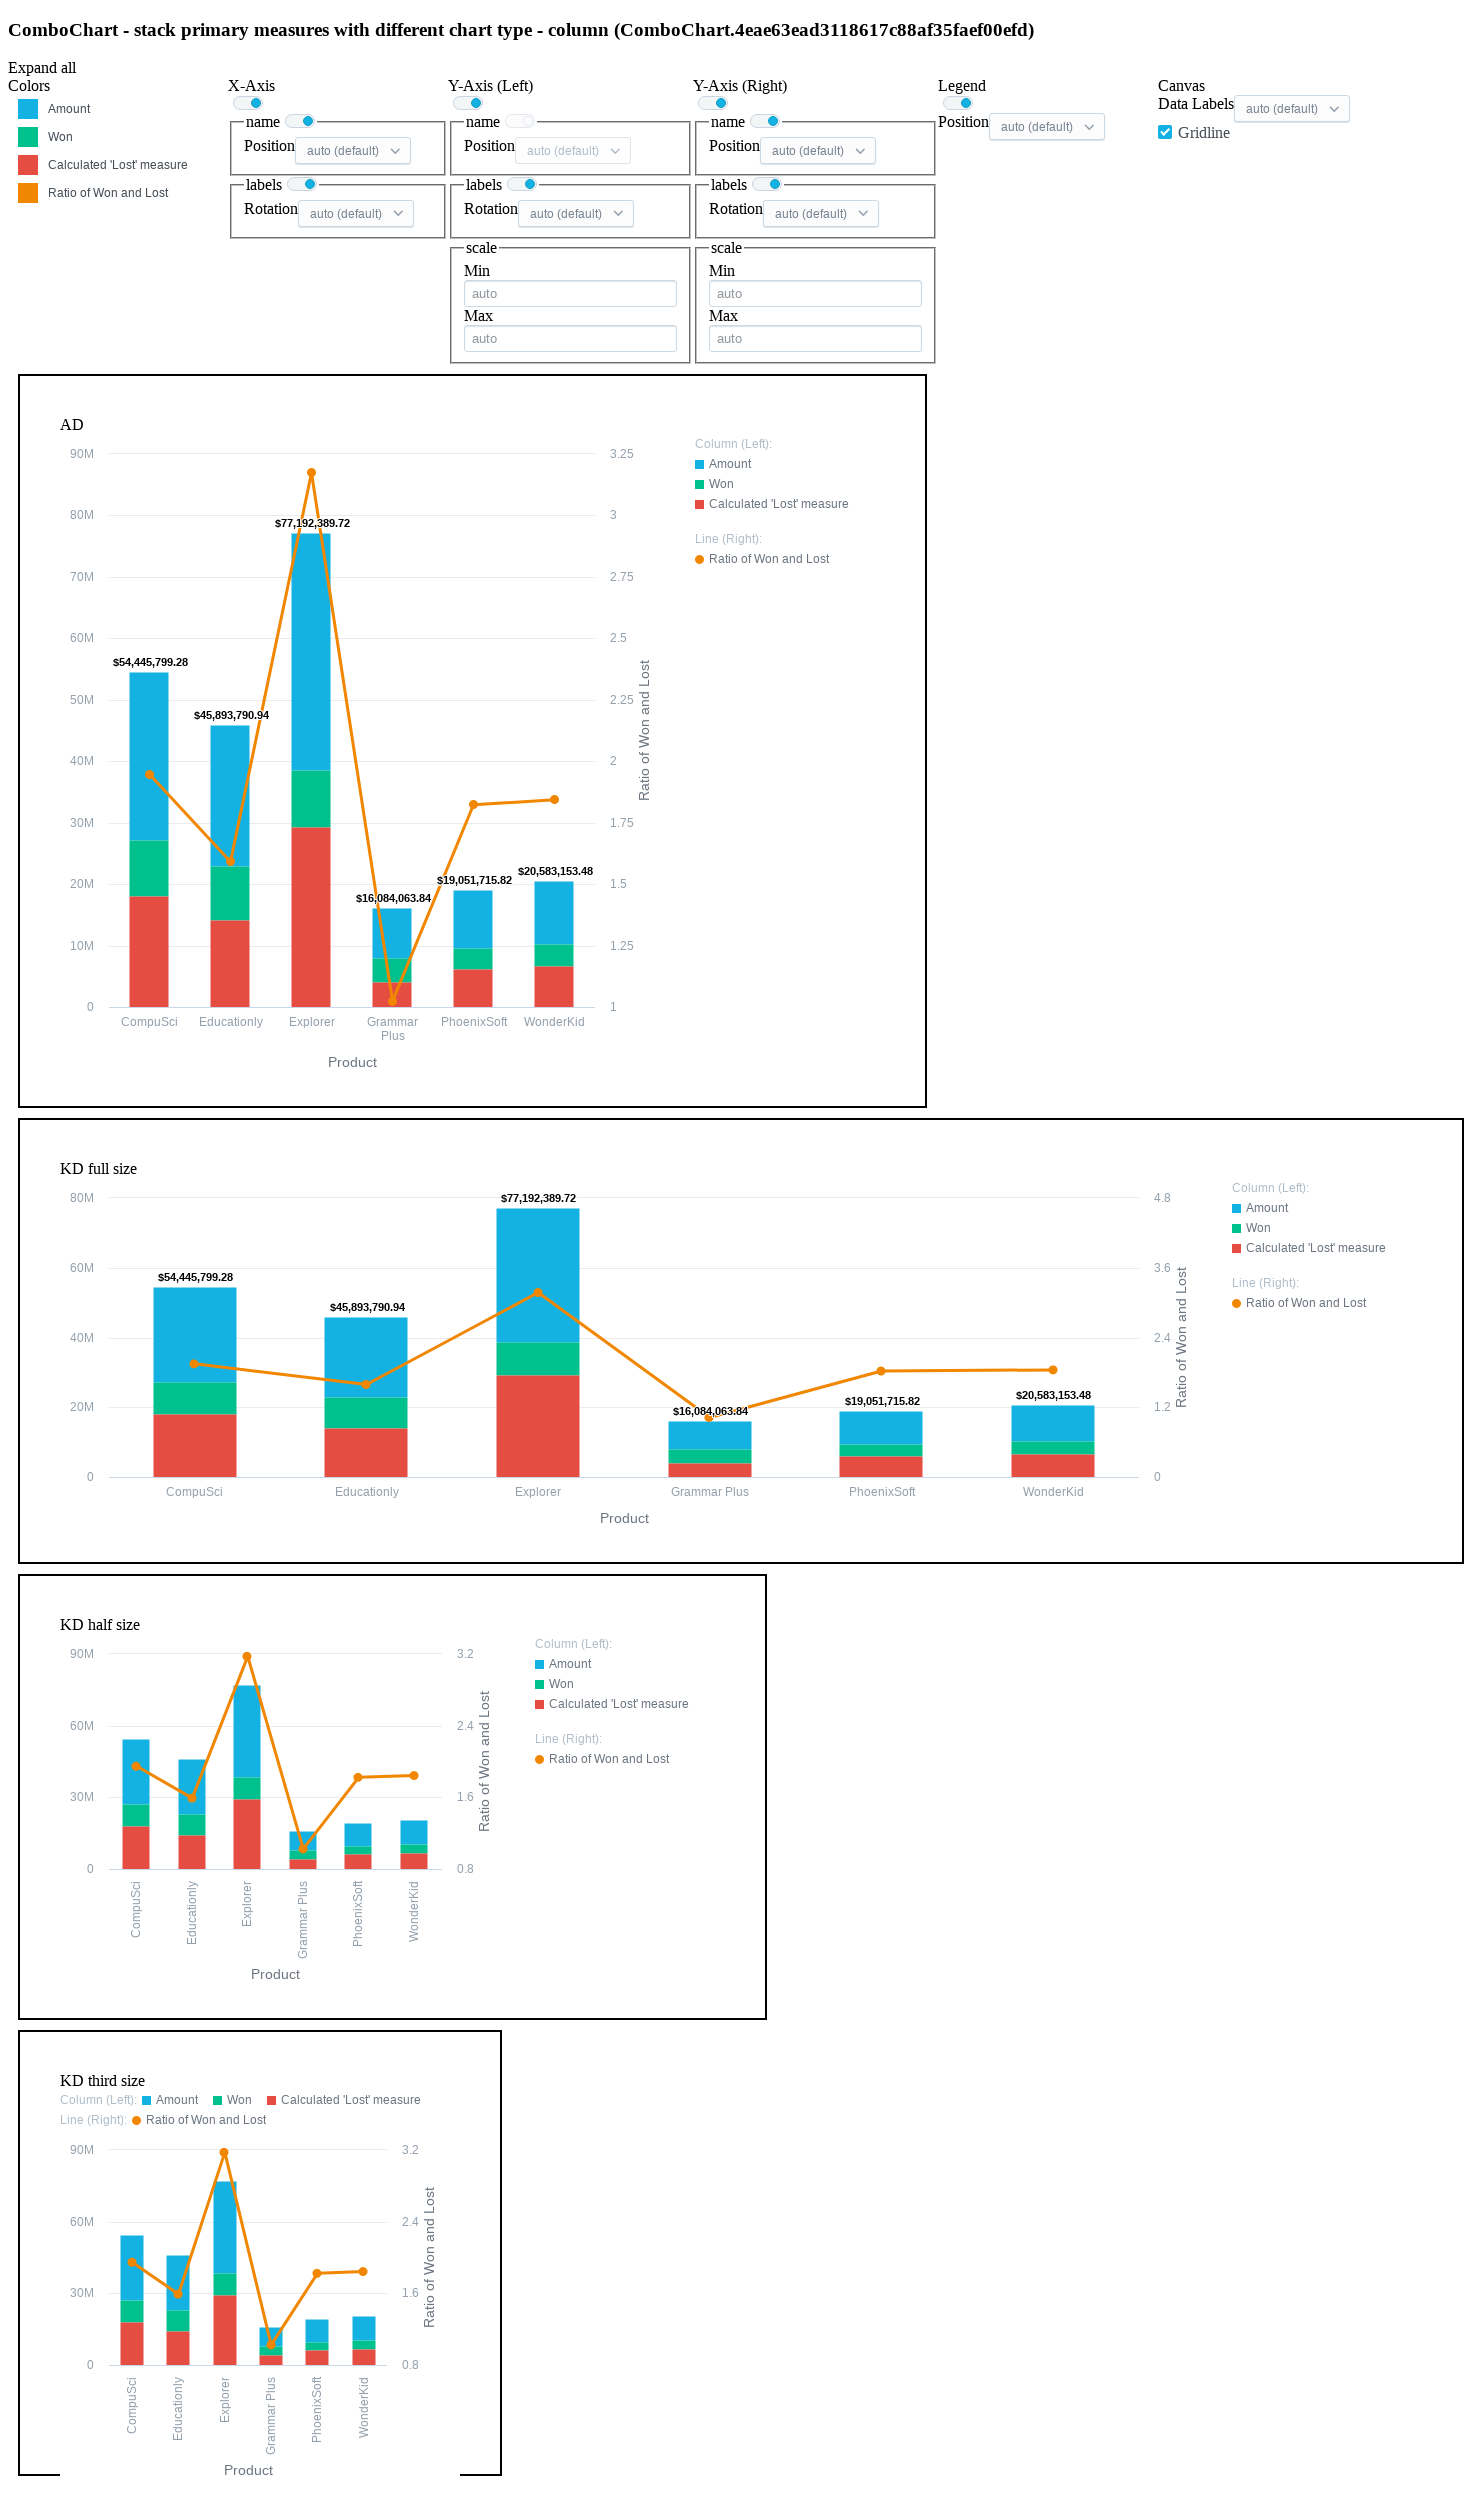 ComboChart - stack primary measures with different chart type - column (ComboChart.4eae63ead3118617c88af35faef00efd)
Expand all
Colors
Amount
Won
Calculated 'Lost' measure
Ratio of Won and Lost
X-Axis
name
Position auto (default)
labels
Rotation auto (default)
Y-Axis (Left)
name
Position auto (default)
labels
Rotation auto (default)
scale
Min
auto
Max
auto
Y-Axis (Right)
name
Position auto (default)
labels
Rotation auto (default)
scale
Min
auto
Max
auto
Legend
Position auto (default)
Canvas
Data Labels auto (default)
Gridline
AD
90M
80M
70M
60M
50M
40M
30M
20M
10M
0
$54,445,799.28
$45,893,790.94
$77,192,389.72
$16,084,063.84
$19,051,715.82
$20,583,153.48
3.25
3
2.75
2.5
2.25
2
1.75
1.5
1.25
1
Ratio of Won and Lost
CompuSci
Educationly
Explorer
Grammar
Plus
PhoenixSoft
WonderKid
Product
Column (Left):
Amount
Won
Calculated 'Lost' measure
Line (Right):
Ratio of Won and Lost
KD full size
80M
60M
40M
20M
0
$54,445,799.28
$45,893,790.94
$77,192,389.72
$16,084,063.84
$19,051,715.82
$20,583,153.48
4.8
3.6
2.4
1.2
0
Ratio of Won and Lost
CompuSci
Educationly
Explorer
Grammar Plus
PhoenixSoft
WonderKid
Product
Column (Left):
Amount
Won
Calculated 'Lost' measure
Line (Right):
Ratio of Won and Lost
KD half size
90M
60M
30M
0
3.2
2.4
1.6
0.8
Ratio of Won and Lost
CompuSci
Educationly
Explorer
Grammar Plus
PhoenixSoft
WonderKid
Product
Column (Left):
Amount
Won
Calculated 'Lost' measure
Line (Right):
Ratio of Won and Lost
KD third size
Column (Left): Amount Won Calculated 'Lost' measure
Line (Right): Ratio of Won and Lost
90M
60M
30M
0
3.2
2.4
1.6
0.8
Ratio of Won and Lost
CompuSci
Educationly
Explorer
Grammar Plus
PhoenixSoft
WonderKid
Product